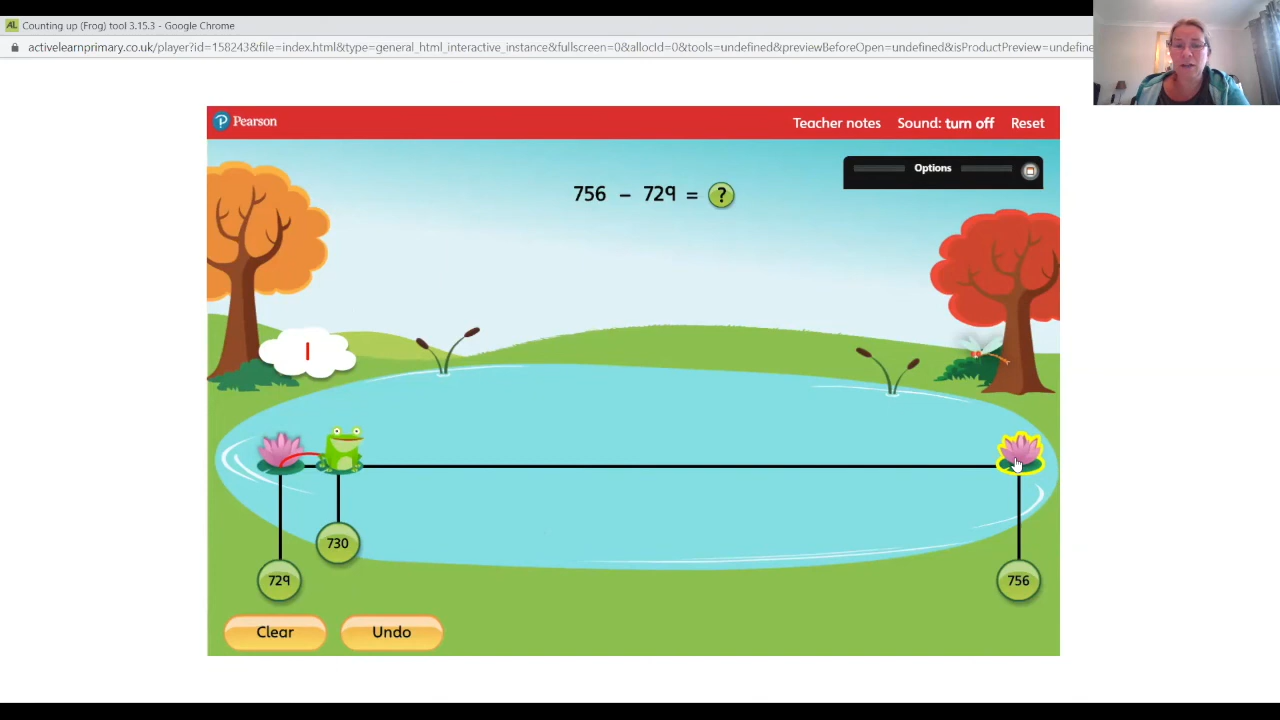 AL Counting up (Frog) tool 3.15.3 - Google Chrome
activelearnprimary.co.uk/player?id=158243&file=index.html&type=general_html_interactive_instance&fullscreen=0&allocId=0&tools=undefined&previewBeforeOpen=undefined&isProductPreview=undefine
P Pearson
Teacher notes Sound: turn off Reset
Options
756 – 729 = ?
1
730
729
756
Clear Undo